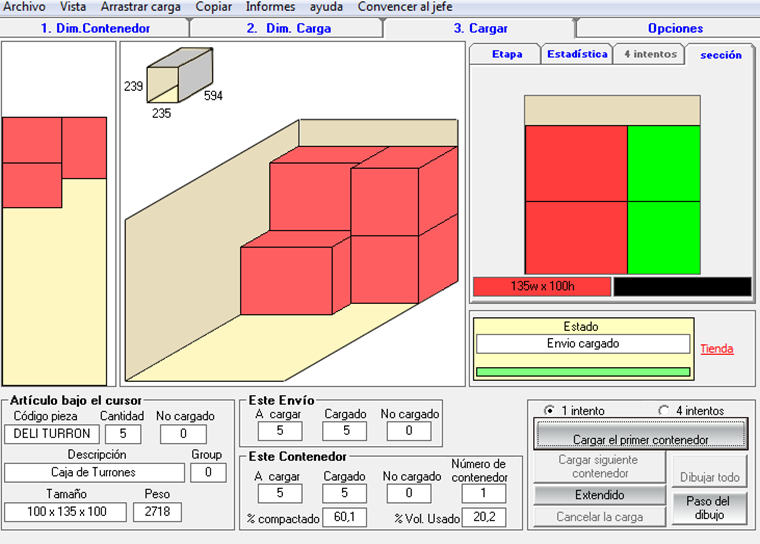 Archivo Vista Arrastrar carga Copiar Informes ayuda Convencer al jefe
1. Dim.Contenedor 2. Dim. Carga 3. Cargar Opciones
Etapa Estadística 4 intentos sección
239
594
235
135w x 100h
Estado
Envio cargado
Tienda
Artículo bajo el cursor
Código pieza Cantidad No cargado
DELI TURRON 5 0
Descripción Group
Caja de Turrones 0
Tamaño Peso
100 x 135 x 100 2718
Este Envío
A cargar Cargado No cargado
5 5 0
Este Contenedor
A cargar Cargado No cargado Número de contenedor
5 5 0 1
% compactado 60,1 % Vol. Usado 20,2
1 intento 4 intentos
Cargar el primer contenedor
Cargar siguiente
contenedor
Dibujar todo
Extendido
Paso del
dibujo
Cancelar la carga